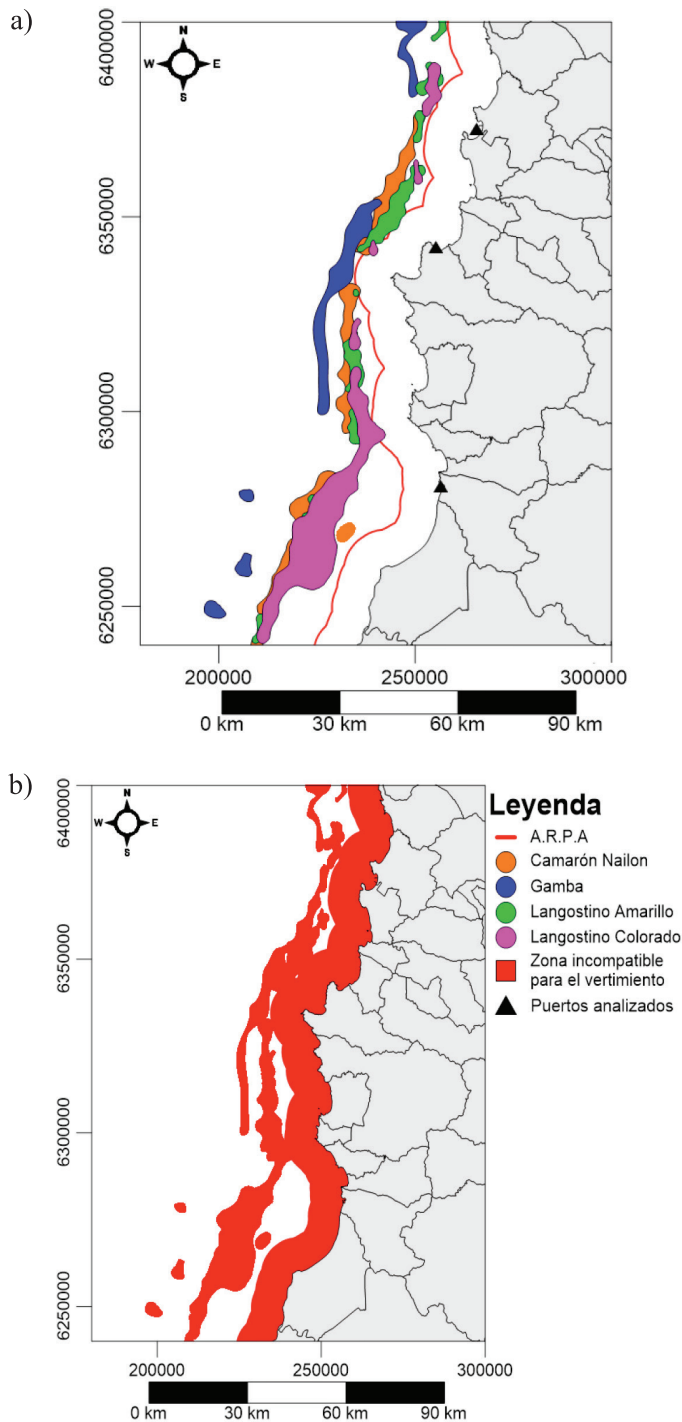 a)
N
W E
S
6400000
6350000
6300000
6250000
200000 250000 300000
0 km 30 km 60 km 90 km
b)
N
W E
S
6400000
6350000
6300000
6250000
200000 250000 300000
0 km 30 km 60 km 90 km
Leyenda
A.R.P.A
Camarón Nailon
Gamba
Langostino Amarillo
Langostino Colorado
Zona incompatible
para el vertimiento
Puertos analizados